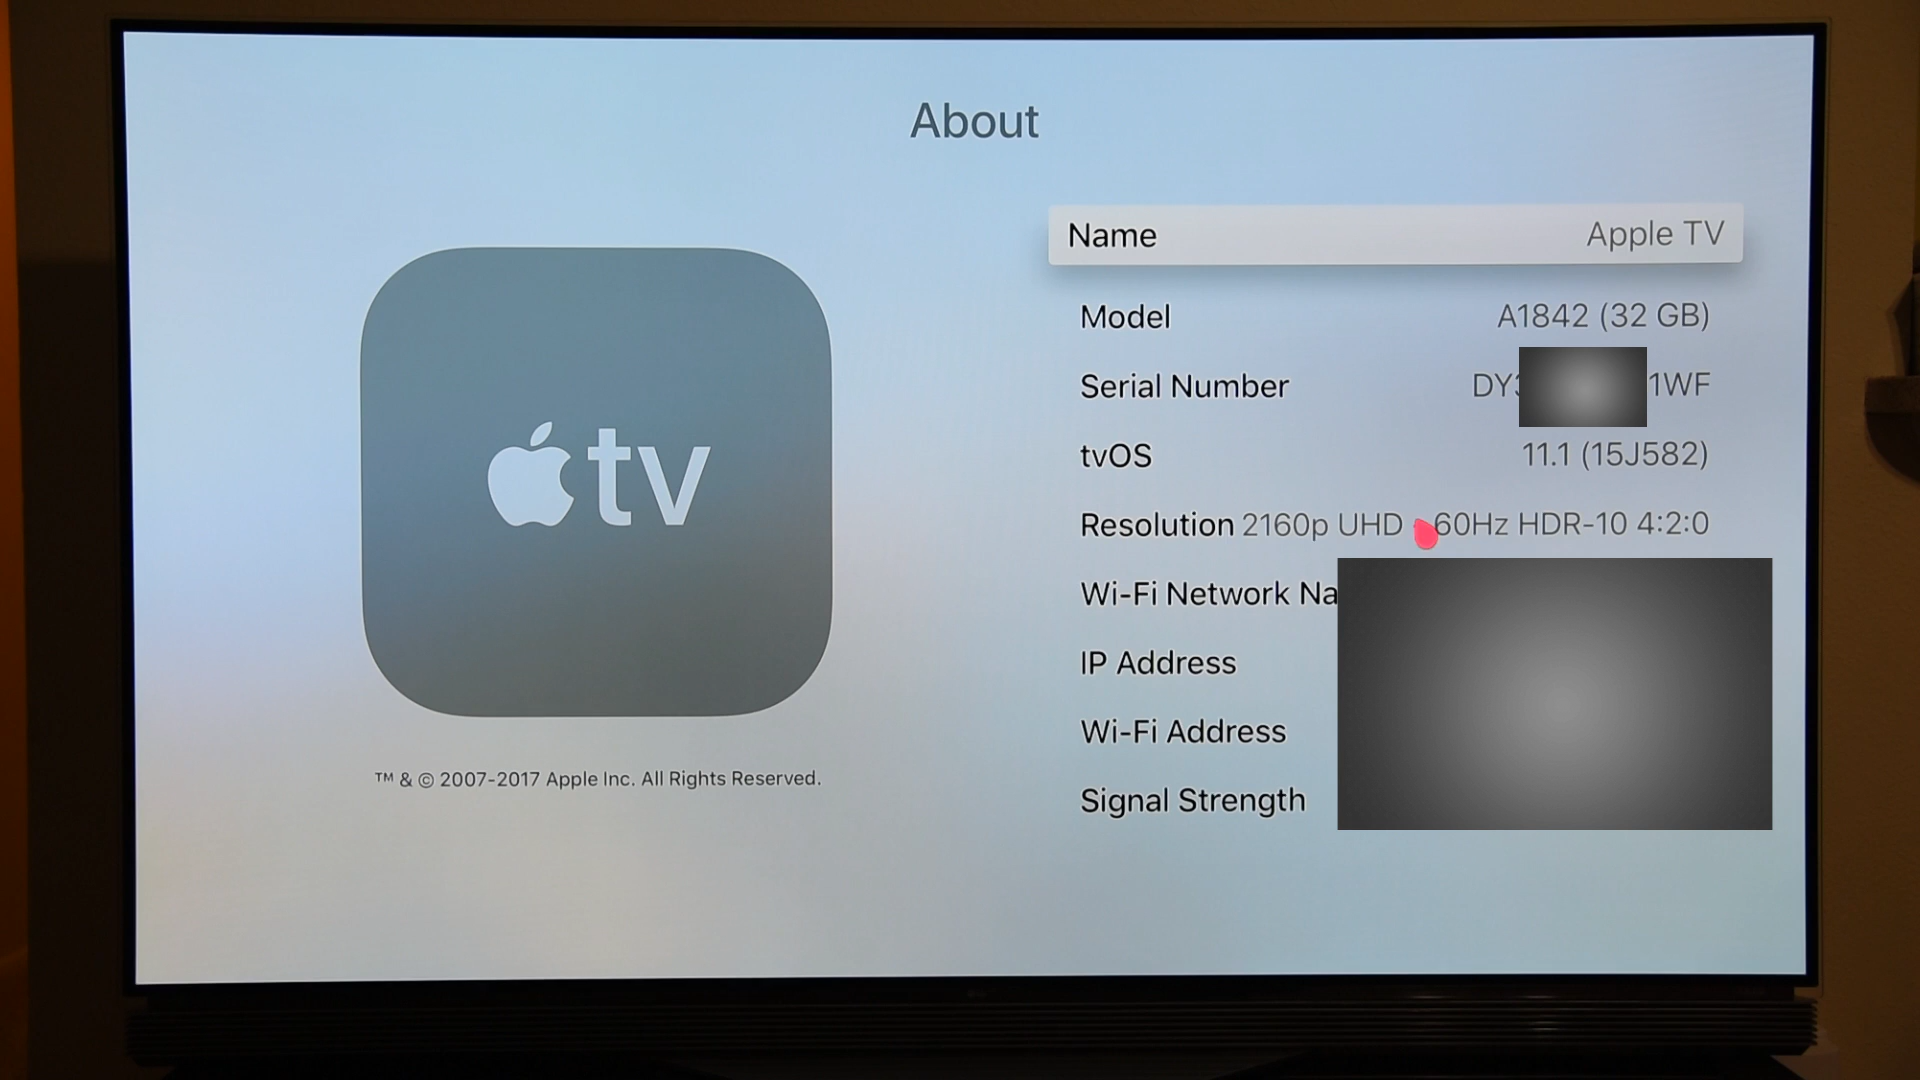 About
Name Apple TV
Model A1842 (32 GB)
Serial Number DY 1WF
tvOS 11.1 (15J582)
Resolution 2160p UHD 60Hz HDR-10 4:2:0
Wi-Fi Network Na
IP Address
Wi-Fi Address
Signal Strength
tv
™ & © 2007-2017 Apple Inc. All Rights Reserved.